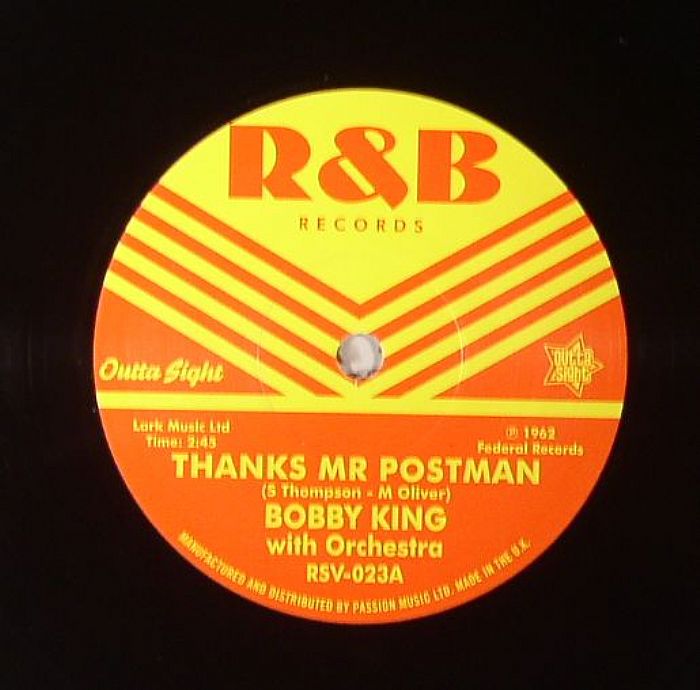 R&B
RECORDS
Outta Sight
outta
sight
Lark Music Ltd
Time: 2:45
℗ 1962
Federal Records
THANKS MR POSTMAN
(S Thompson - M Oliver)
BOBBY KING
with Orchestra
RSV-023A
MANUFACTURED AND DISTRIBUTED BY PASSION MUSIC LTD. MADE IN THE U.K.